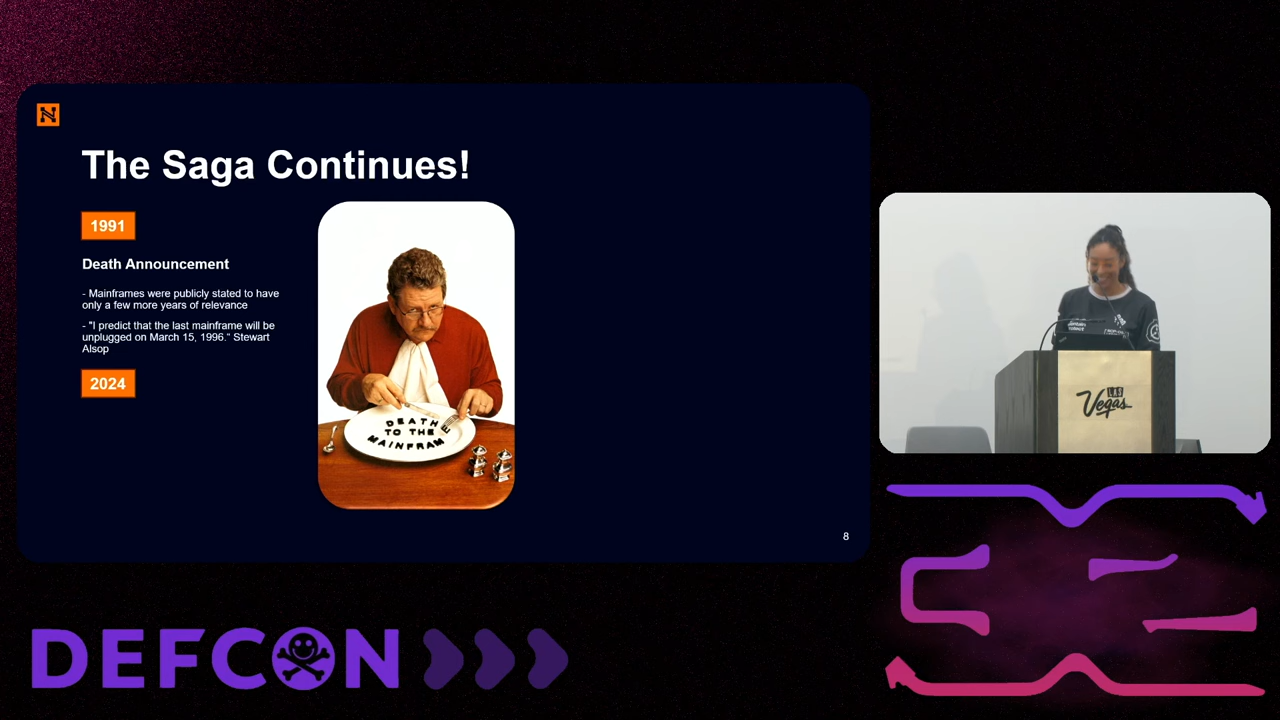 The Saga Continues!
1991
Death Announcement
- Mainframes were publicly stated to have
only a few more years of relevance
- "I predict that the last mainframe will be
unplugged on March 15, 1996." Stewart
Alsop
2024
DEATH
TO THE
MAINFRAM
8
LAS
Vegas
DEFCON